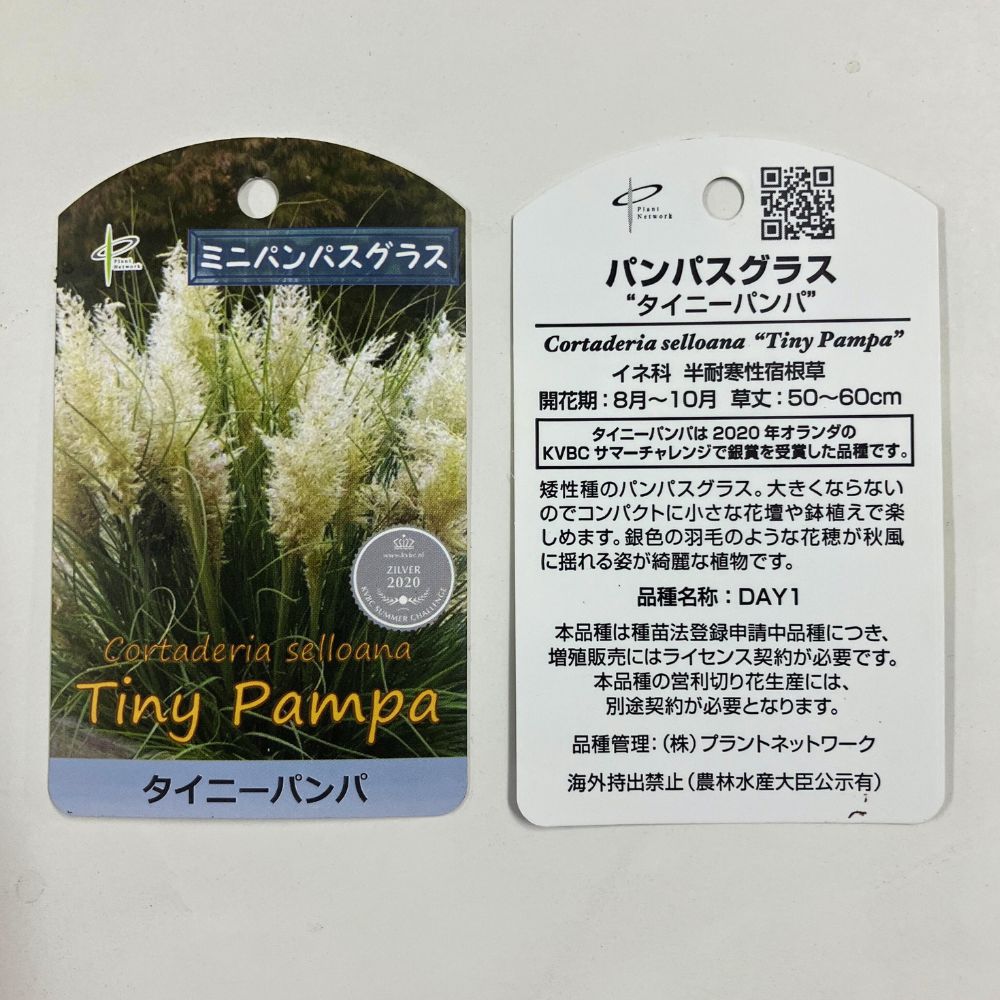 Plant
Network
ミニパンパスグラス
www.kvbc.nl
ZILVER
2020
KVBC SUMMER CHALLENGE
Cortaderia selloana
Tiny Pampa
タイニーパンパ
Plant
Network
パンパスグラス
“タイニーパンパ”
Cortaderia selloana “Tiny Pampa”
イネ科 半耐寒性宿根草
開花期：8月～10月 草丈：50～60cm
タイニーパンパは 2020 年オランダの
KVBC サマーチャレンジで銀賞を受賞した品種です。
矮性種のパンパスグラス。大きくならない
のでコンパクトに小さな花壇や鉢植えで楽
しめます。銀色の羽毛のような花穂が秋風
に揺れる姿が綺麗な植物です。
品種名称：DAY1
本品種は種苗法登録申請中品種につき、
増殖販売にはライセンス契約が必要です。
本品種の営利切り花生産には、
別途契約が必要となります。
品種管理：（株）プラントネットワーク
海外持出禁止（農林水産大臣公示有）